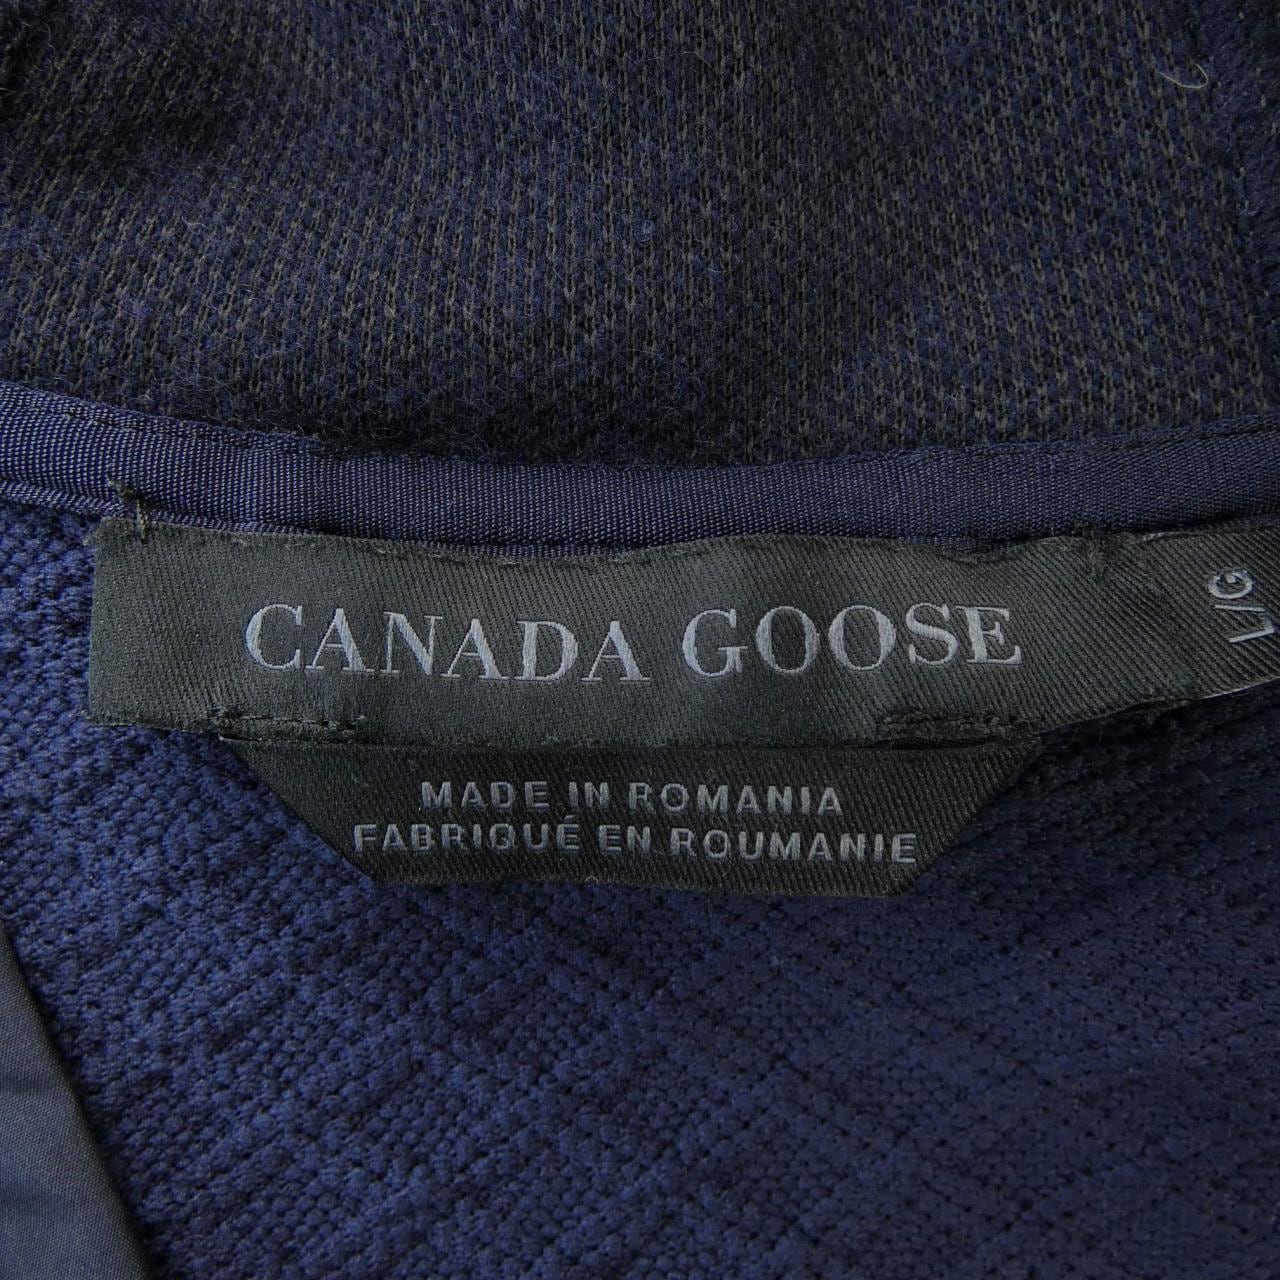 CANADA GOOSE
L/G
MADE IN ROMANIA
FABRIQUÉ EN ROUMANIE